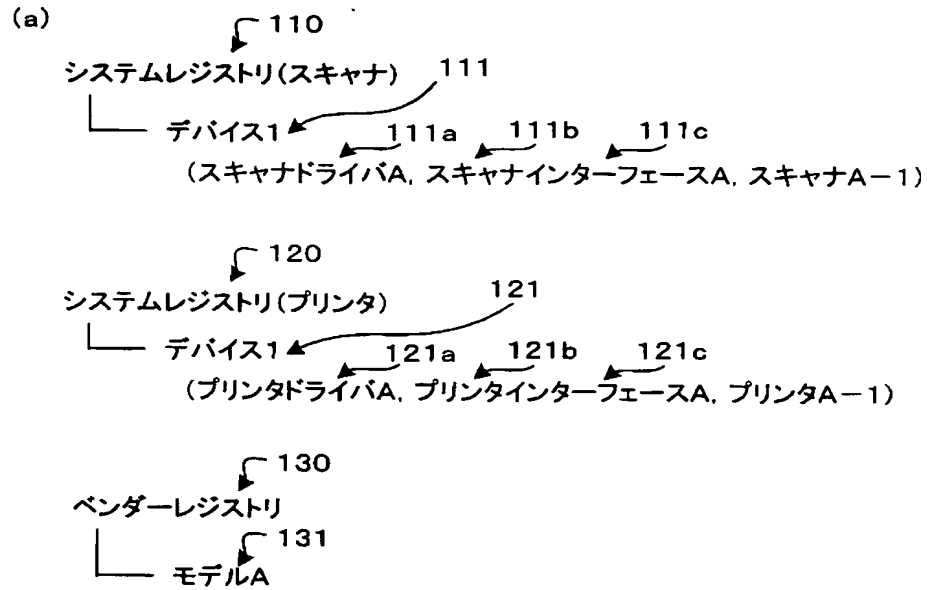 (a)
110
システムレジストリ(スキャナ)
111
デバイス1
111a 111b 111c
(スキャナドライバA, スキャナインターフェースA, スキャナA－1)
120
システムレジストリ(プリンタ)
121
デバイス1
121a 121b 121c
(プリンタドライバA, プリンタインターフェースA, プリンタA－1)
130
ベンダーレジストリ
131
モデルA